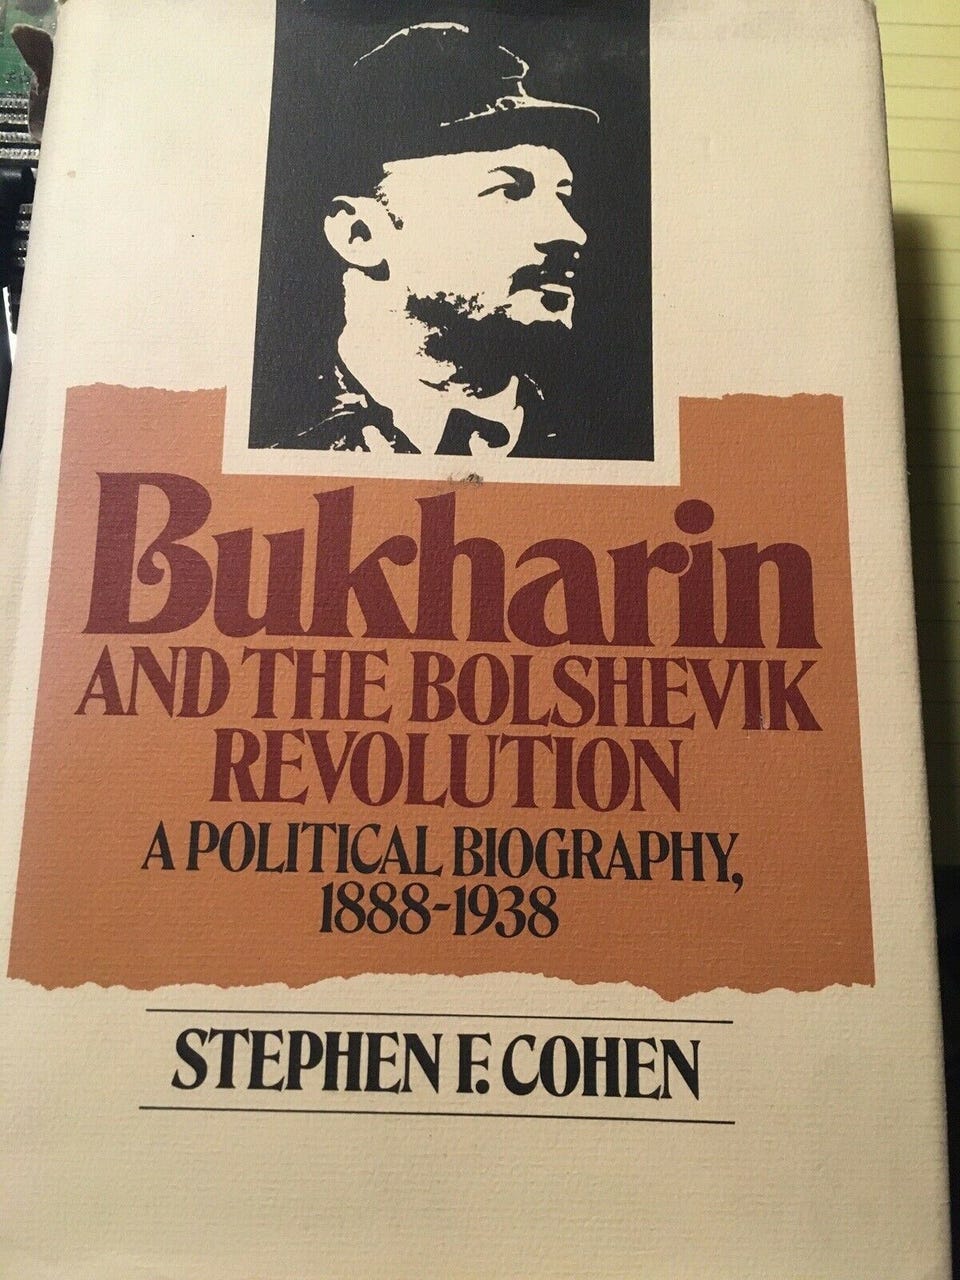 Bukharin
AND THE BOLSHEVIK
REVOLUTION
A POLITICAL BIOGRAPHY,
1888-1938
STEPHEN F. COHEN